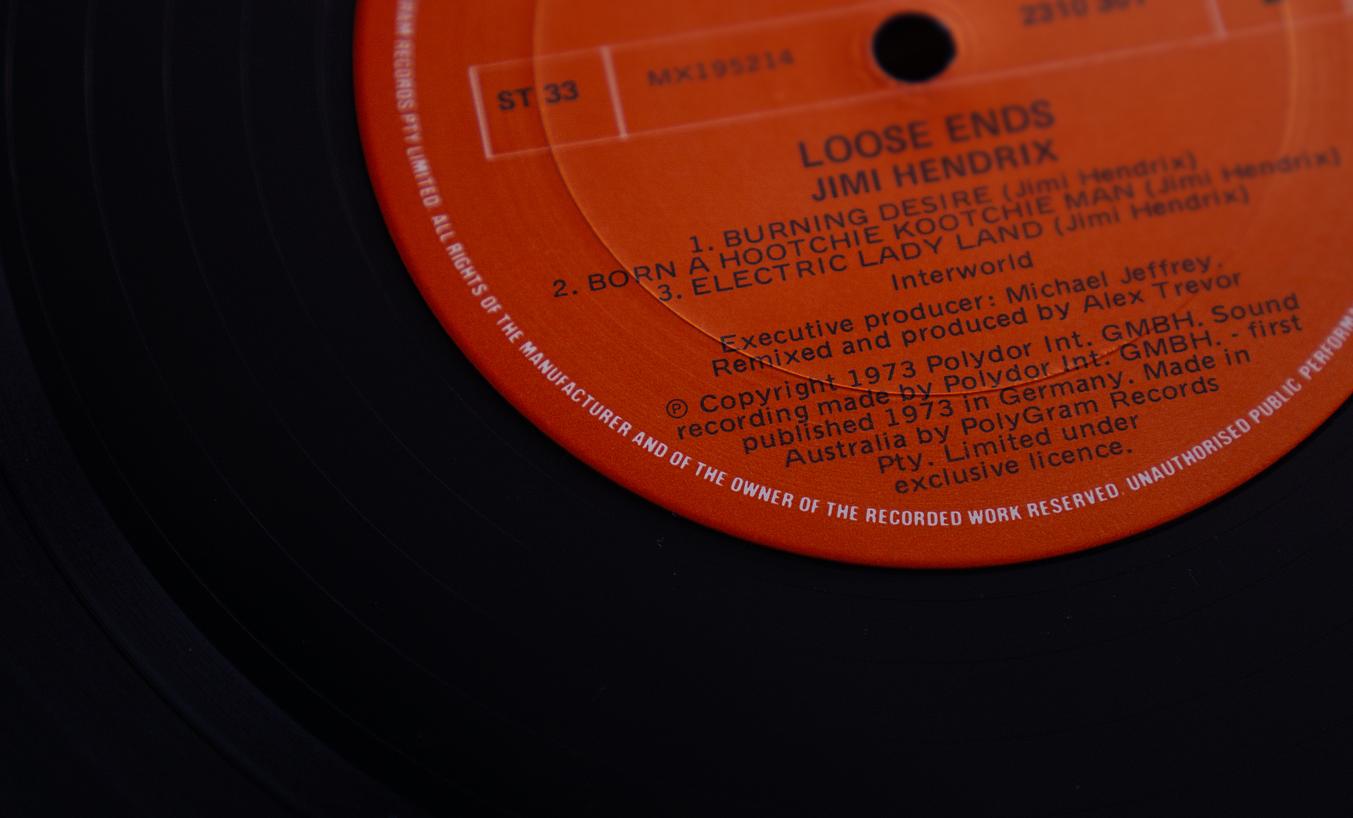 2310 301
ST 33
MX195214
LOOSE ENDS
JIMI HENDRIX
1. BURNING DESIRE (Jimi Hendrix)
2. BORN A HOOTCHIE KOOTCHIE MAN (Jimi Hendrix)
3. ELECTRIC LADY LAND (Jimi Hendrix)
Interworld
Executive producer: Michael Jeffrey.
Remixed and produced by Alex Trevor
℗ Copyright 1973 Polydor Int. GMBH. Sound
recording made by Polydor Int. GMBH. - first
published 1973 in Germany. Made in
Australia by PolyGram Records
Pty. Limited under
exclusive licence.
RECORDS PTY LIMITED. ALL RIGHTS OF THE MANUFACTURER AND OF THE OWNER OF THE RECORDED WORK RESERVED. UNAUTHORISED PUBLIC